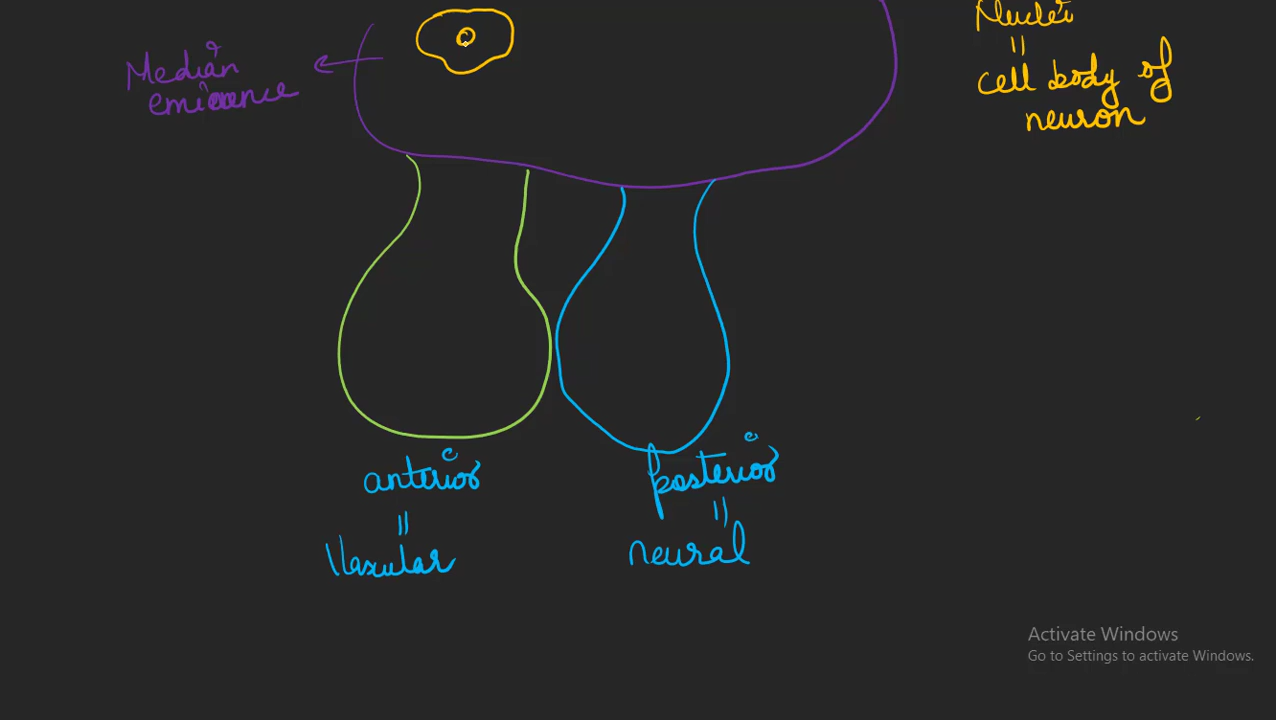 Nuclei
Median
eminence
=
cell body of
neuron
anterior
=
Vascular
posterior
=
neural
Activate Windows
Go to Settings to activate Windows.